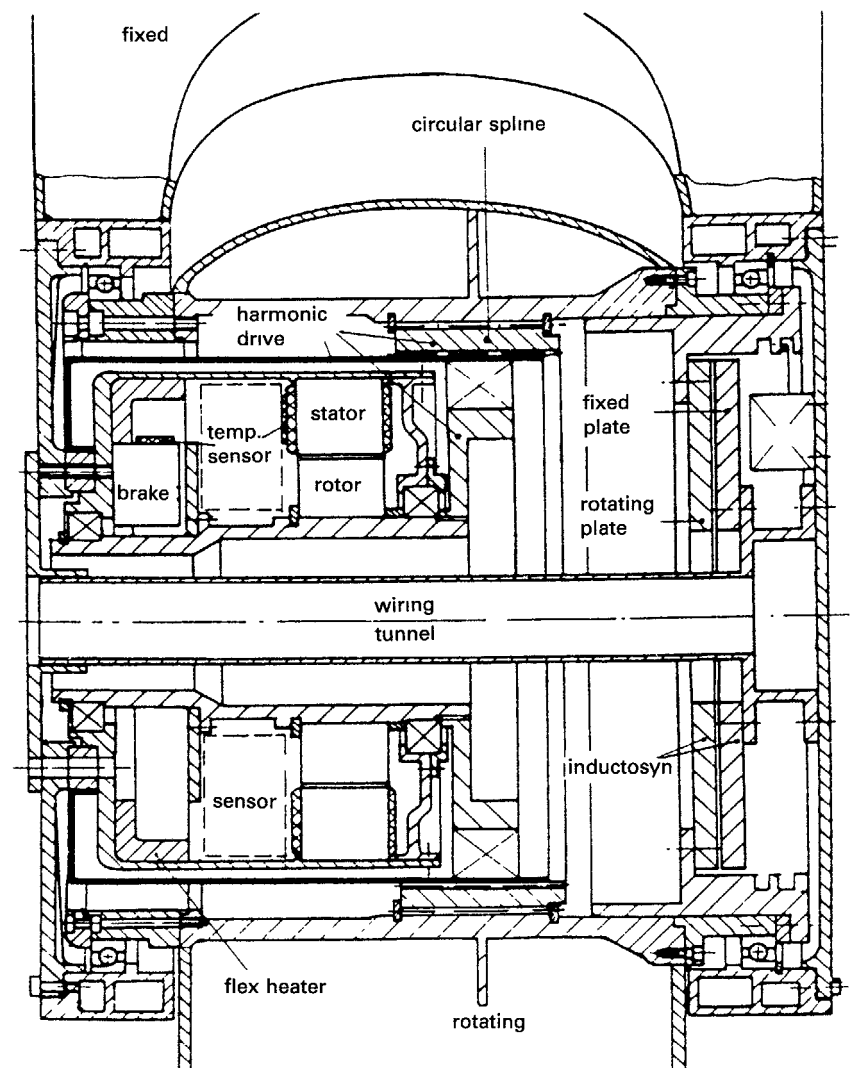 fixed
circular spline
harmonic
drive
stator
temp.
sensor
fixed
plate
brake
rotor
rotating
plate
wiring
tunnel
inductosyn
sensor
flex heater
rotating